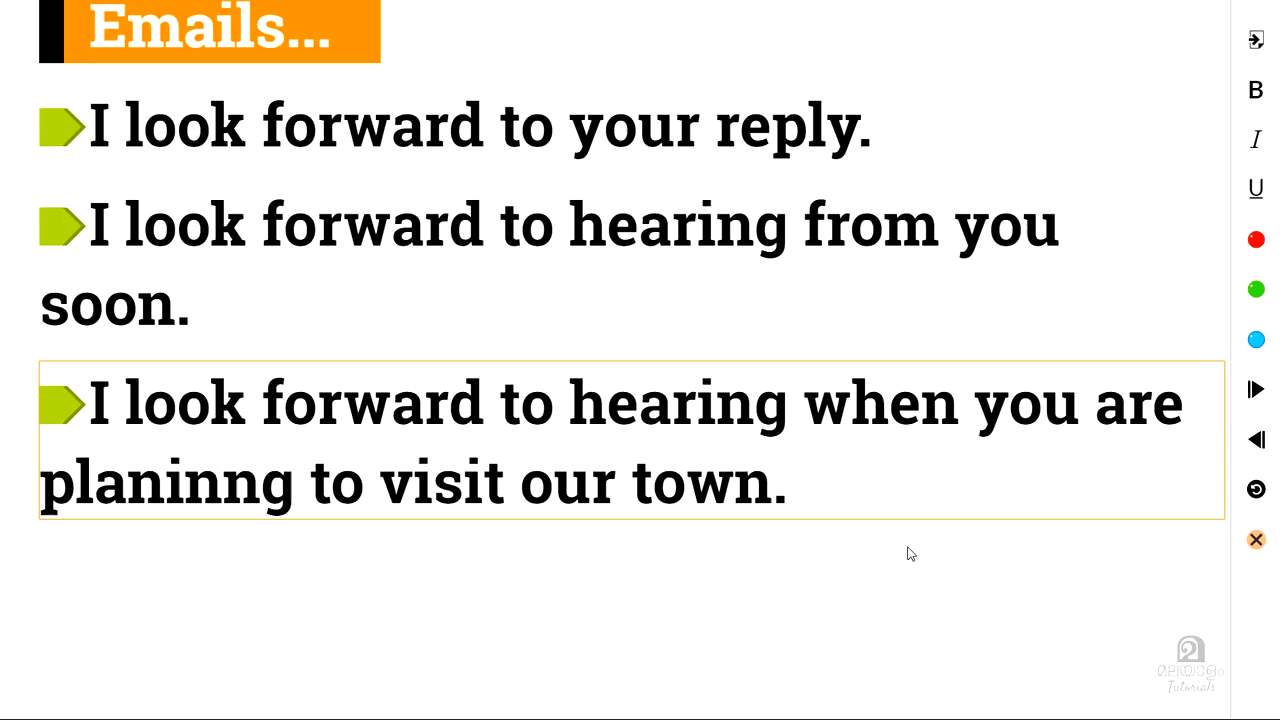 Emails...
I look forward to your reply.
I look forward to hearing from you
soon.
I look forward to hearing when you are
planinng to visit our town.
B
I
U
Tutorials